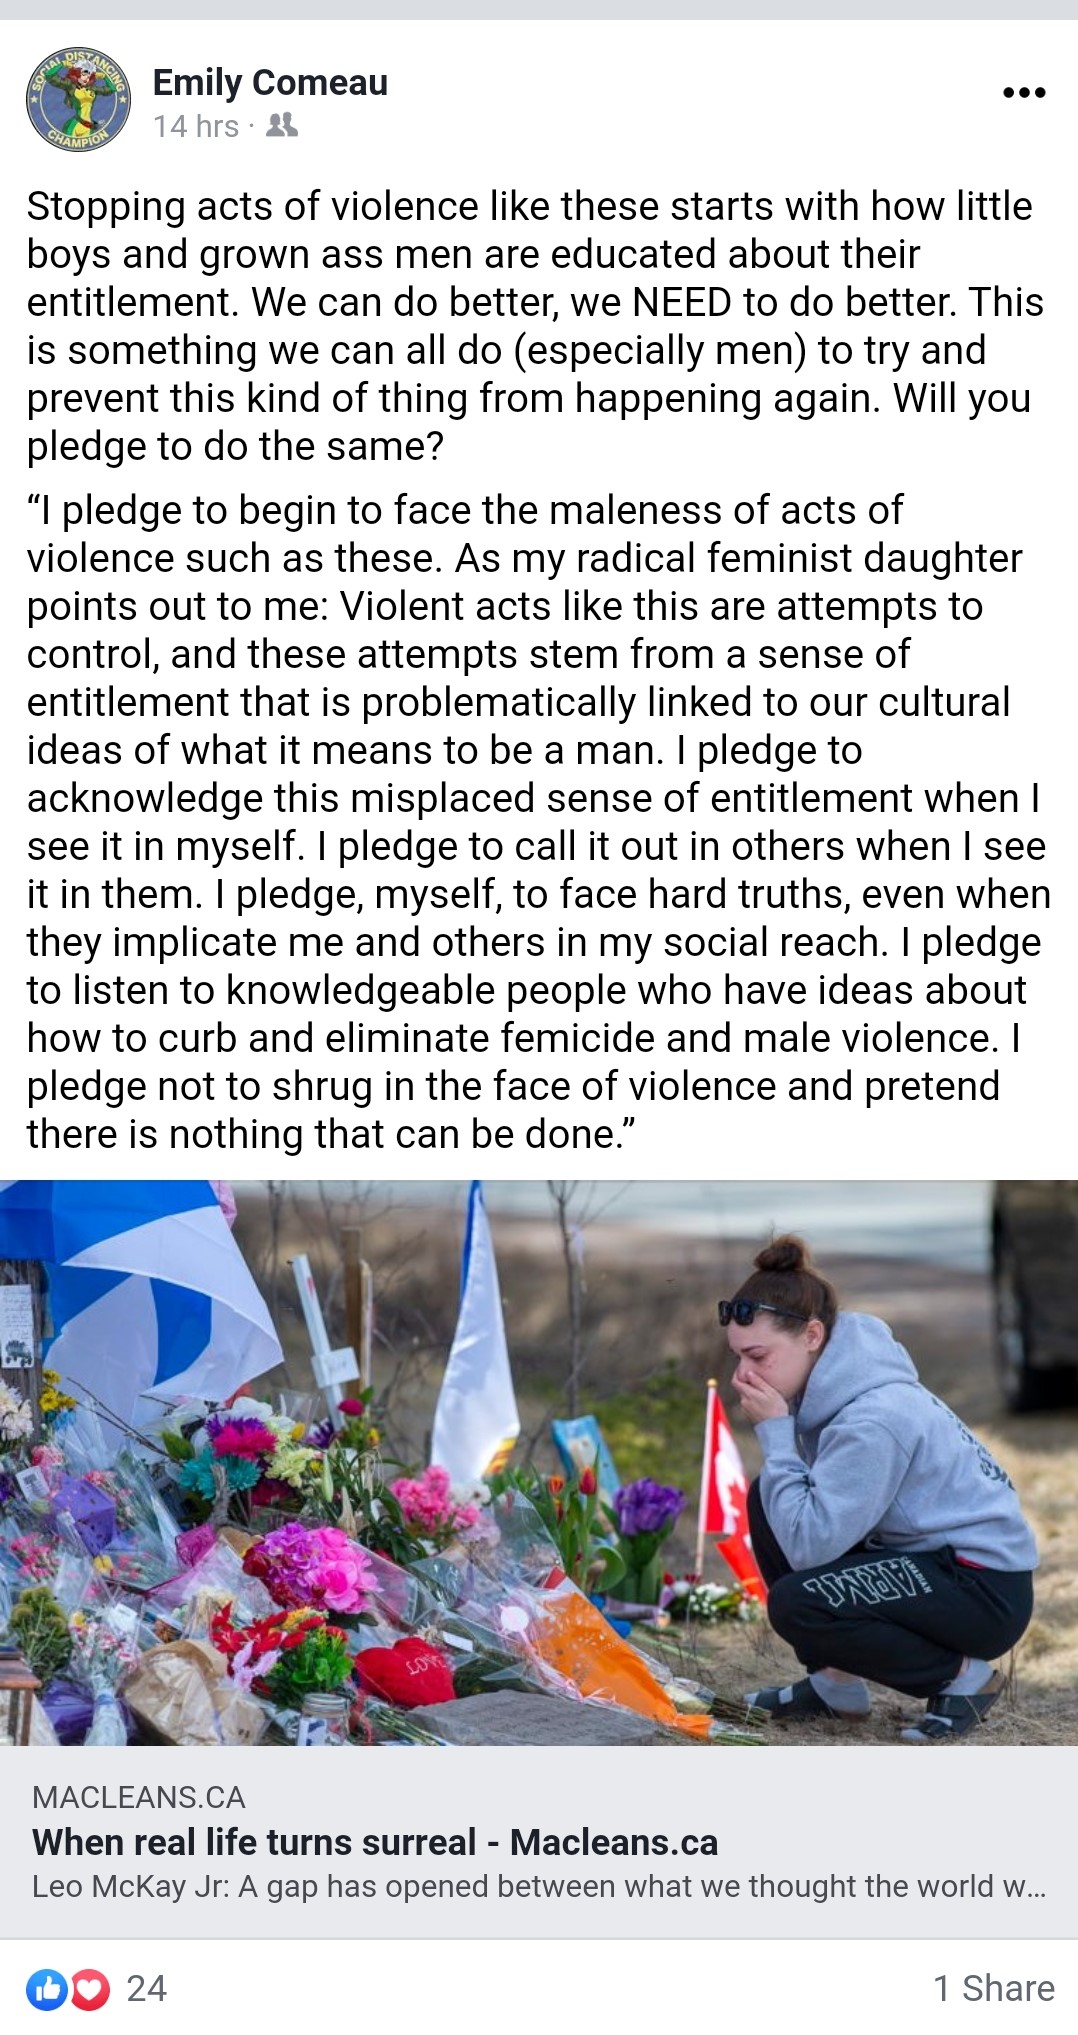 SOCIAL DISTANCING
CHAMPION
Emily Comeau
14 hrs ·
Stopping acts of violence like these starts with how little
boys and grown ass men are educated about their
entitlement. We can do better, we NEED to do better. This
is something we can all do (especially men) to try and
prevent this kind of thing from happening again. Will you
pledge to do the same?
“I pledge to begin to face the maleness of acts of
violence such as these. As my radical feminist daughter
points out to me: Violent acts like this are attempts to
control, and these attempts stem from a sense of
entitlement that is problematically linked to our cultural
ideas of what it means to be a man. I pledge to
acknowledge this misplaced sense of entitlement when I
see it in myself. I pledge to call it out in others when I see
it in them. I pledge, myself, to face hard truths, even when
they implicate me and others in my social reach. I pledge
to listen to knowledgeable people who have ideas about
how to curb and eliminate femicide and male violence. I
pledge not to shrug in the face of violence and pretend
there is nothing that can be done.”
CANADIAN
ARMY
MACLEANS.CA
When real life turns surreal - Macleans.ca
Leo McKay Jr: A gap has opened between what we thought the world w...
24
1 Share